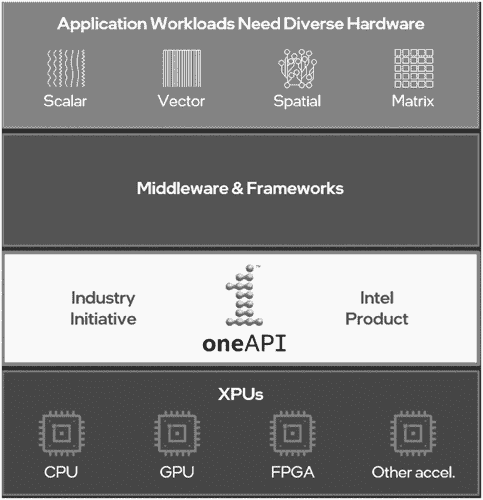 Application Workloads Need Diverse Hardware
Scalar
Vector
Spatial
Matrix
Middleware & Frameworks
Industry
Initiative
Intel
Product
™
oneAPI
XPUs
CPU
GPU
FPGA
Other accel.